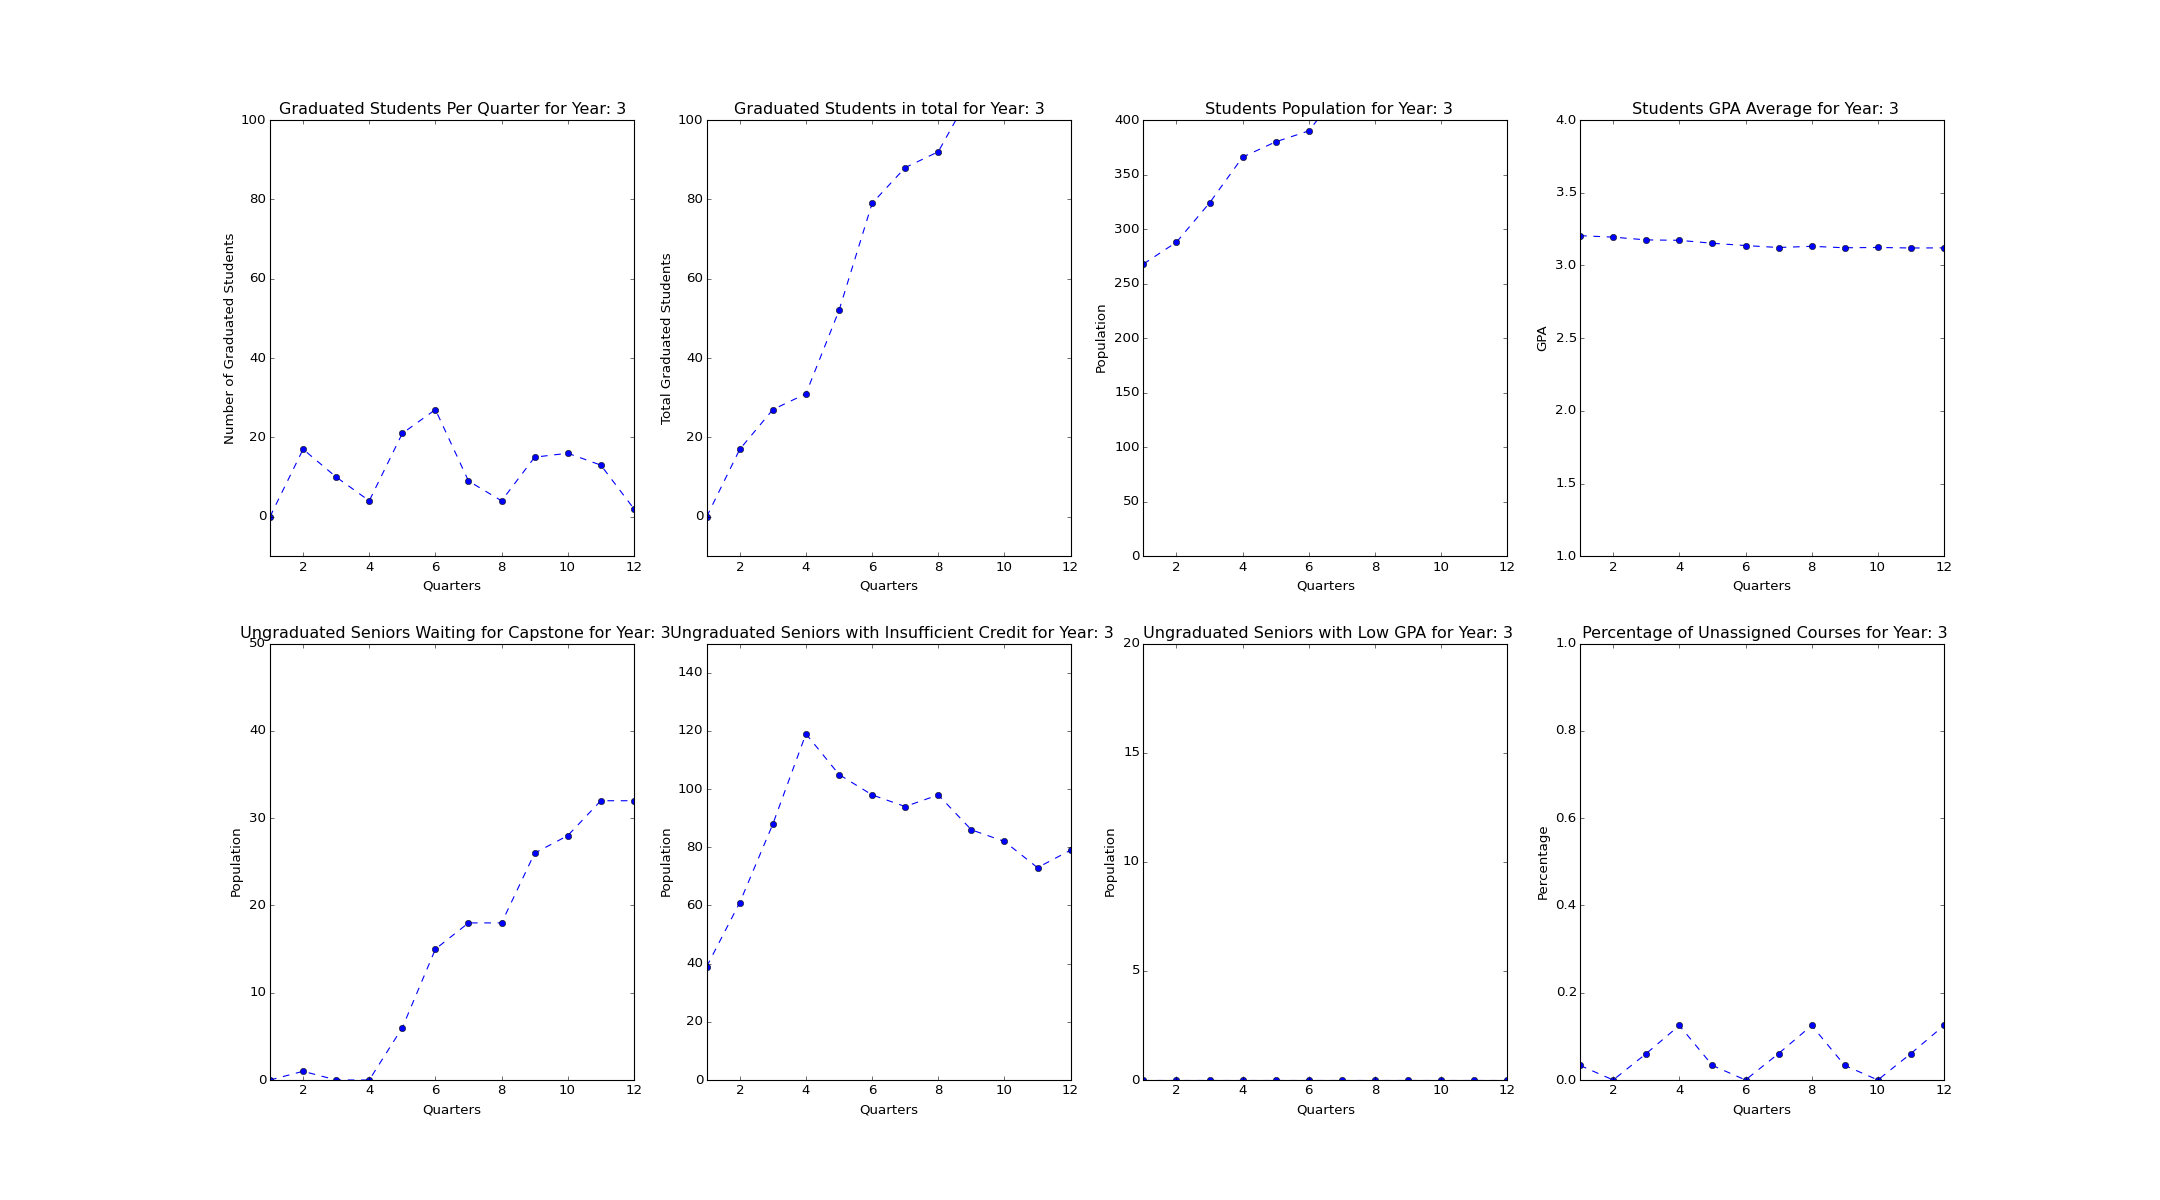 Graduated Students Per Quarter for Year: 3
100
80
60
40
20
0
Number of Graduated Students
2 4 6 8 10 12
Quarters
Graduated Students in total for Year: 3
100
80
60
40
20
0
Total Graduated Students
2 4 6 8 10 12
Quarters
Students Population for Year: 3
400
350
300
250
200
150
100
50
0
Population
2 4 6 8 10 12
Quarters
Students GPA Average for Year: 3
4.0
3.5
3.0
2.5
2.0
1.5
1.0
GPA
2 4 6 8 10 12
Quarters
Ungraduated Seniors Waiting for Capstone for Year: 3
50
40
30
20
10
0
Population
2 4 6 8 10 12
Quarters
Ungraduated Seniors with Insufficient Credit for Year: 3
140
120
100
80
60
40
20
0
Population
2 4 6 8 10 12
Quarters
Ungraduated Seniors with Low GPA for Year: 3
20
15
10
5
0
Population
2 4 6 8 10 12
Quarters
Percentage of Unassigned Courses for Year: 3
1.0
0.8
0.6
0.4
0.2
0.0
Percentage
2 4 6 8 10 12
Quarters